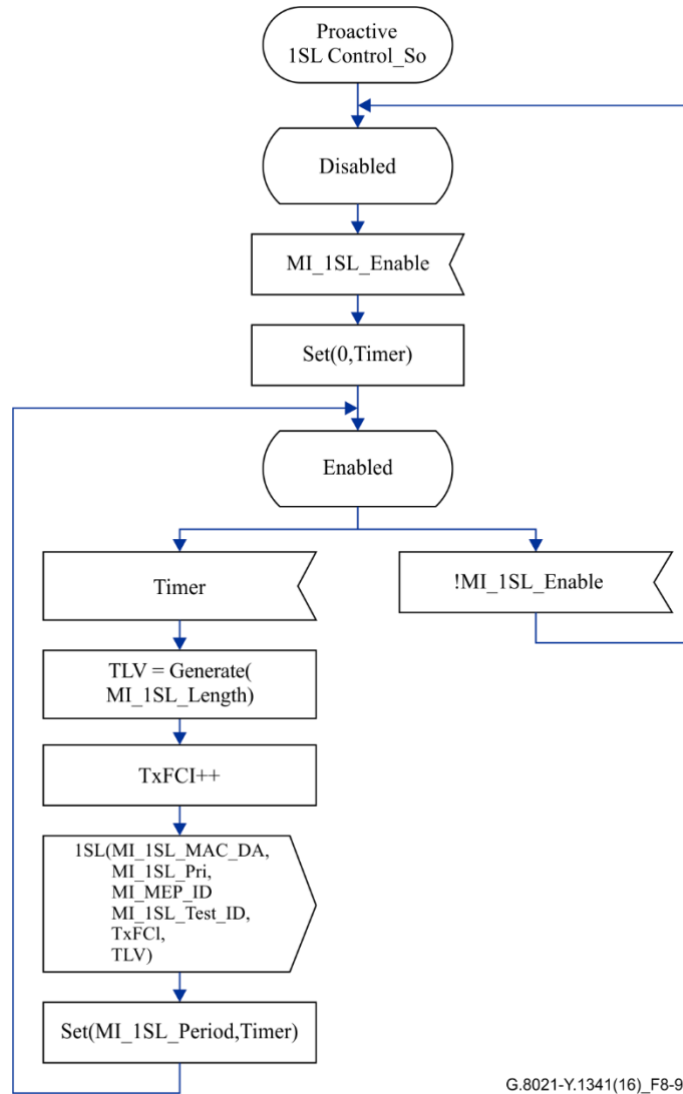 Proactive
1SL Control_So
Disabled
MI_1SL_Enable
Set(0,Timer)
Enabled
Timer
!MI_1SL_Enable
TLV = Generate(
MI_1SL_Length)
TxFCI++
1SL(MI_1SL_MAC_DA,
MI_1SL_Pri,
MI_MEP_ID
MI_1SL_Test_ID,
TxFCl,
TLV)
Set(MI_1SL_Period,Timer)
G.8021-Y.1341(16)_F8-9